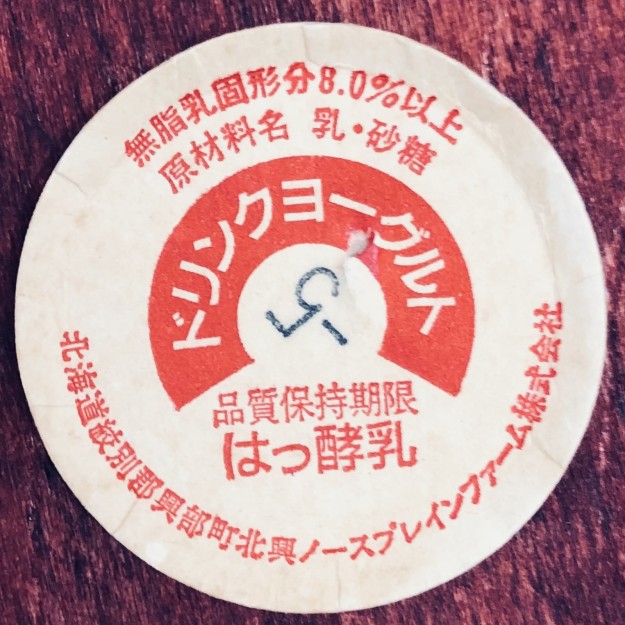 無脂乳固形分8.0%以上
原材料名 乳・砂糖
ドリンクヨーグルト
品質保持期限
はっ酵乳
北海道紋別郡興部町北興ノースプレインファーム株式会社